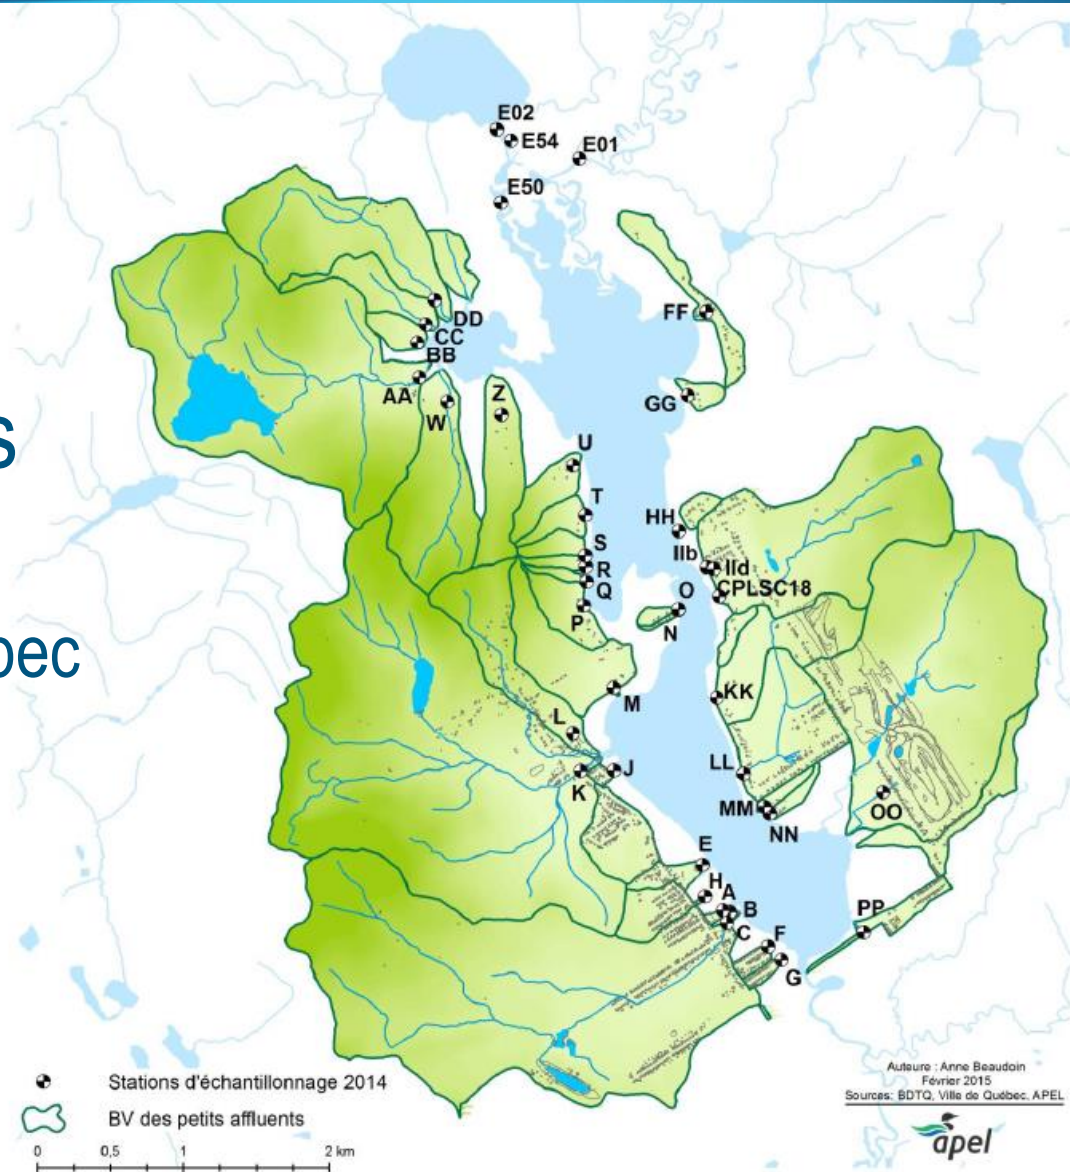 E02
E54
E01
E50
FF
DD
CC
BB
AA
W
Z
GG
U
s
T
HH
S
IIb
IId
R
CPLSC18
Q
O
P
N
bec
M
KK
L
LL
J
K
MM
OO
NN
E
H
A
B
PP
C
F
G
Stations d'échantillonnage 2014
BV des petits affluents
0 0,5 1 2 km
Auteure : Anne Beaudoin
Février 2015
Sources: BDTQ, Ville de Québec, APEL
apel